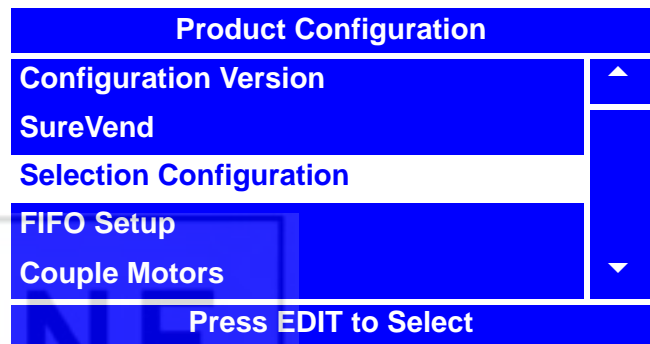 Product Configuration
Configuration Version
SureVend
Selection Configuration
FIFO Setup
Couple Motors
Press EDIT to Select